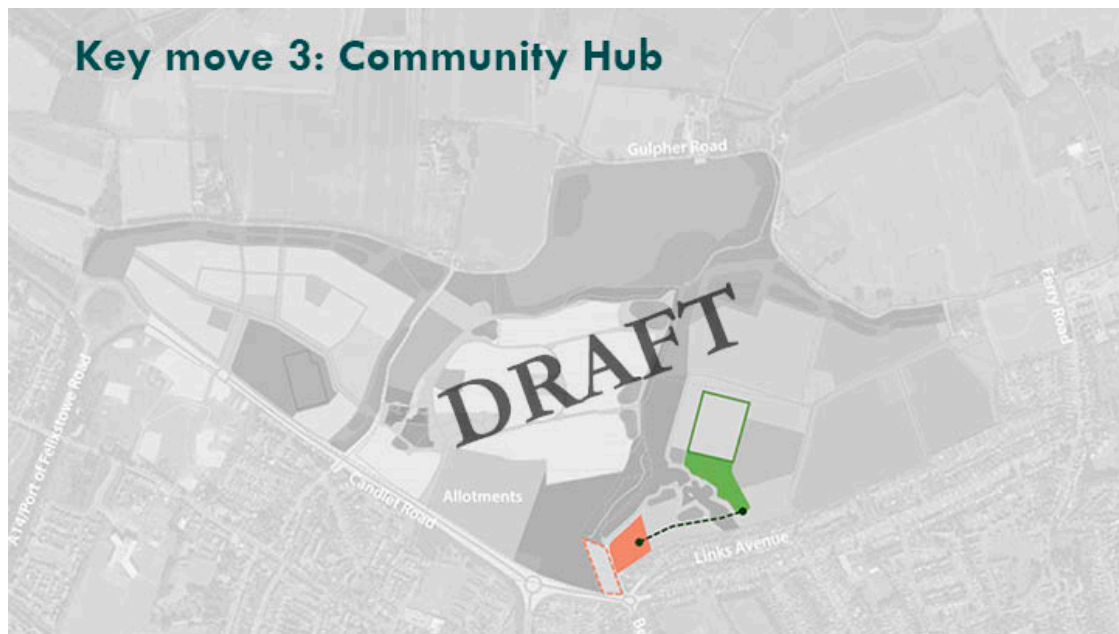 Key move 3: Community Hub
Gulpher Road
Ferry Road
DRAFT
A14/Port of Felixstowe Road
Candlet Road
Allotments
Links Avenue